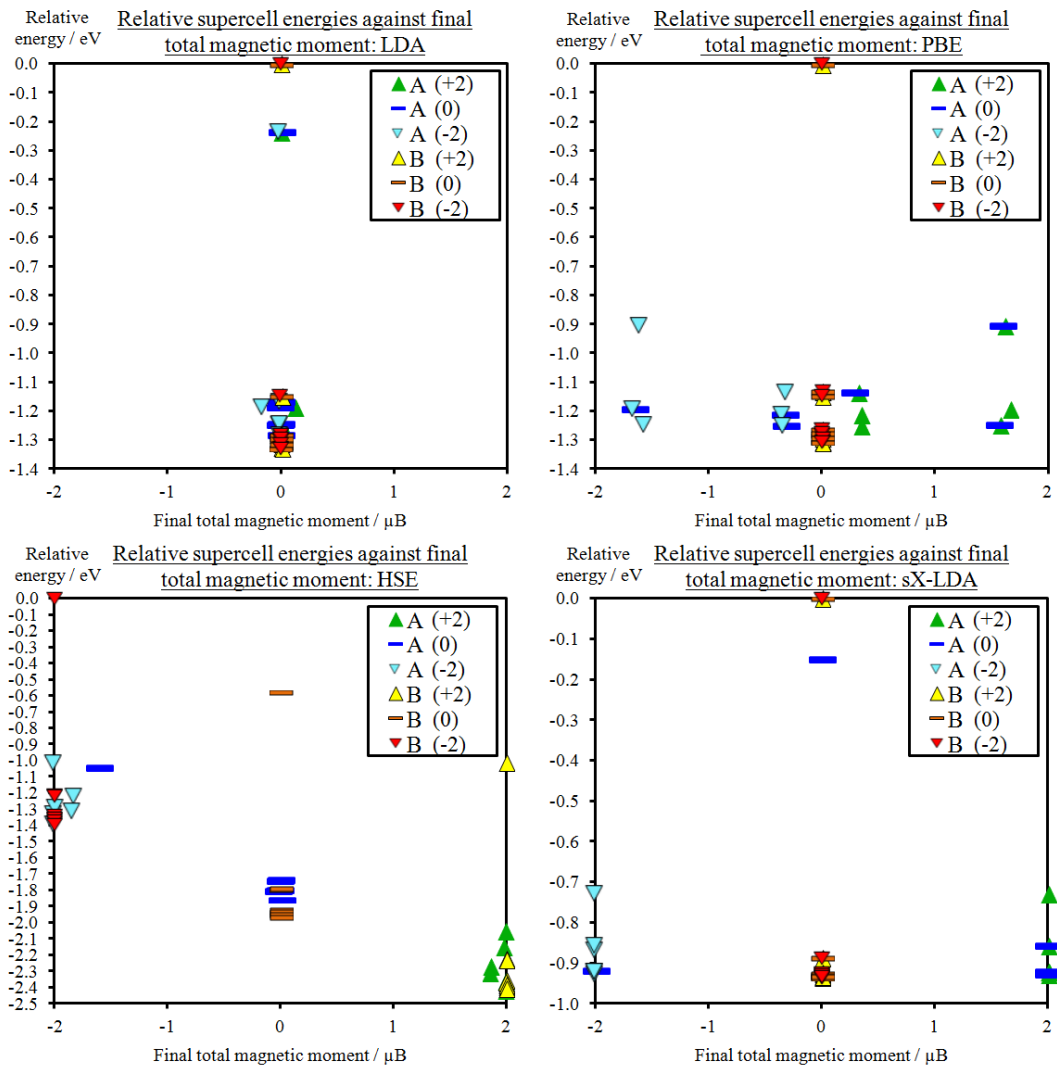 Relative
energy / eV
Relative supercell energies against final
total magnetic moment: LDA
0.0
-0.1
-0.2
-0.3
-0.4
-0.5
-0.6
-0.7
-0.8
-0.9
-1.0
-1.1
-1.2
-1.3
-1.4
A (+2)
A (0)
A (-2)
B (+2)
B (0)
B (-2)
-2
-1
0
1
2
Final total magnetic moment / µB
Relative
energy / eV
Relative supercell energies against final
total magnetic moment: PBE
0.0
-0.1
-0.2
-0.3
-0.4
-0.5
-0.6
-0.7
-0.8
-0.9
-1.0
-1.1
-1.2
-1.3
-1.4
A (+2)
A (0)
A (-2)
B (+2)
B (0)
B (-2)
-2
-1
0
1
2
Final total magnetic moment / µB
Relative
energy / eV
Relative supercell energies against final
total magnetic moment: HSE
0.0
-0.1
-0.2
-0.3
-0.4
-0.5
-0.6
-0.7
-0.8
-0.9
-1.0
-1.1
-1.2
-1.3
-1.4
-1.5
-1.6
-1.7
-1.8
-1.9
-2.0
-2.1
-2.2
-2.3
-2.4
-2.5
A (+2)
A (0)
A (-2)
B (+2)
B (0)
B (-2)
-2
-1
0
1
2
Final total magnetic moment / µB
Relative
energy / eV
Relative supercell energies against final
total magnetic moment: sX-LDA
0.0
-0.1
-0.2
-0.3
-0.4
-0.5
-0.6
-0.7
-0.8
-0.9
-1.0
A (+2)
A (0)
A (-2)
B (+2)
B (0)
B (-2)
-2
-1
0
1
2
Final total magnetic moment / µB